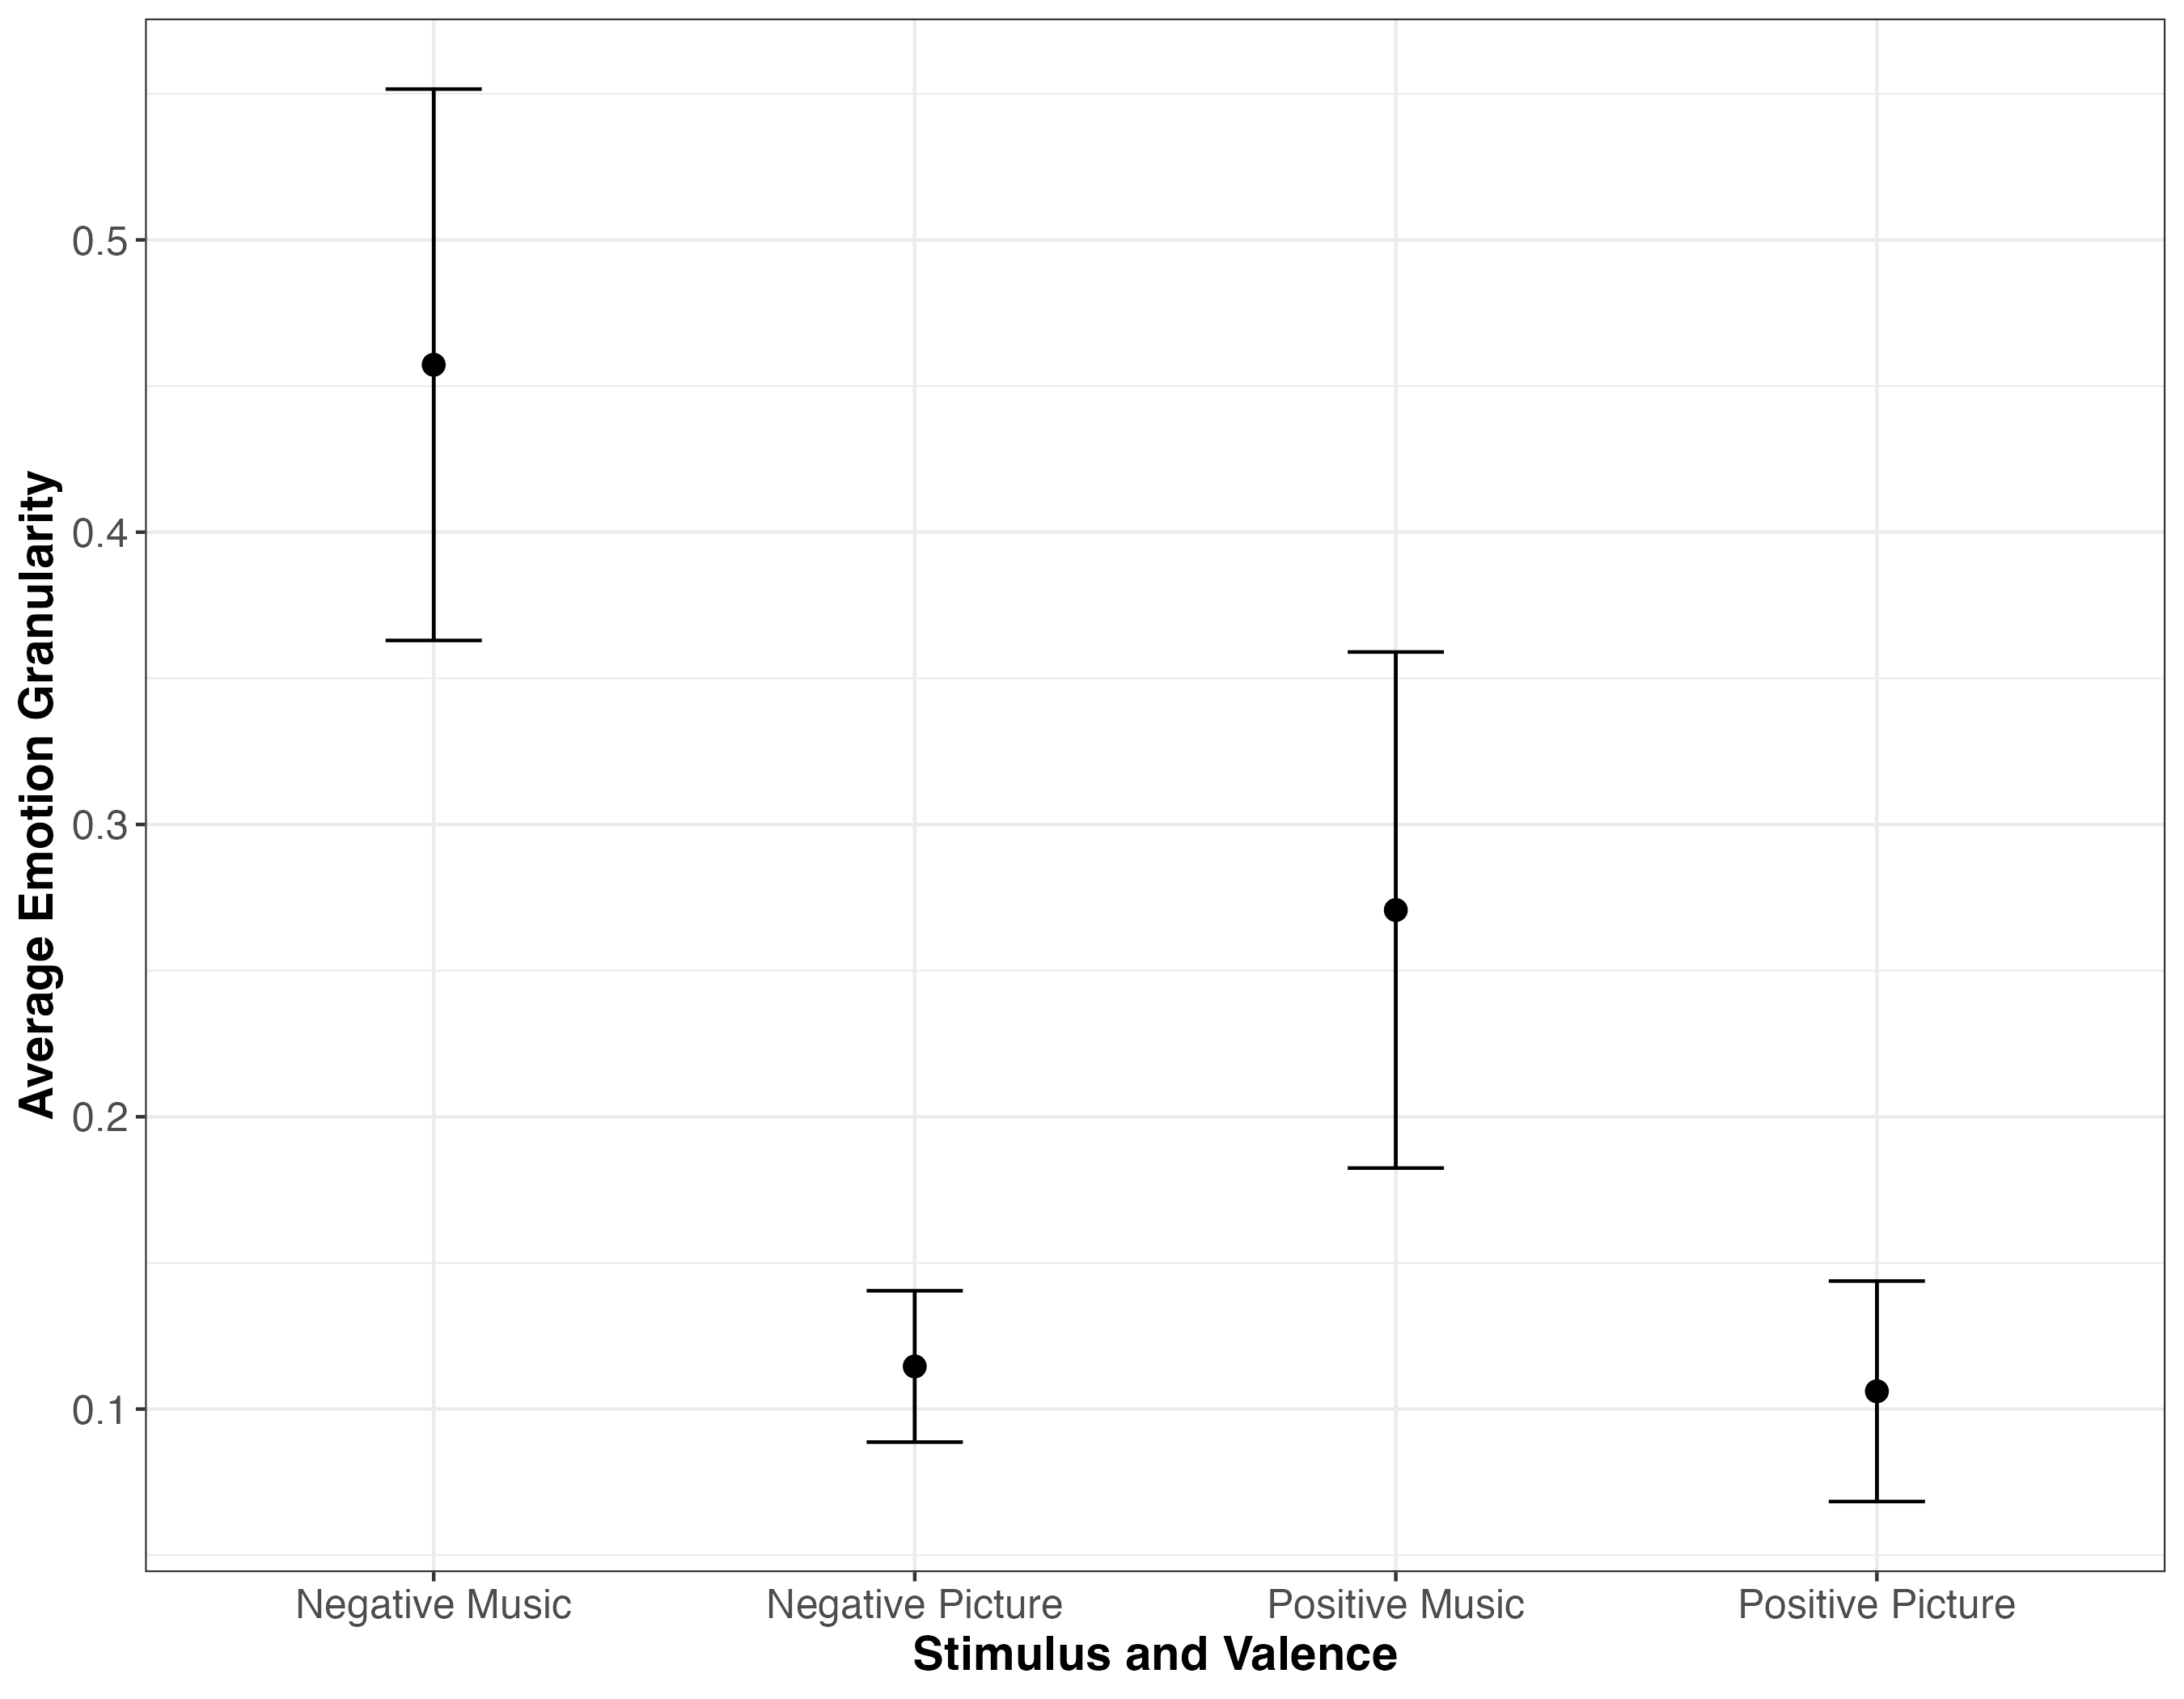 Average Emotion Granularity
0.5
0.4
0.3
0.2
0.1
Negative Music
Negative Picture
Positive Music
Positive Picture
Stimulus and Valence